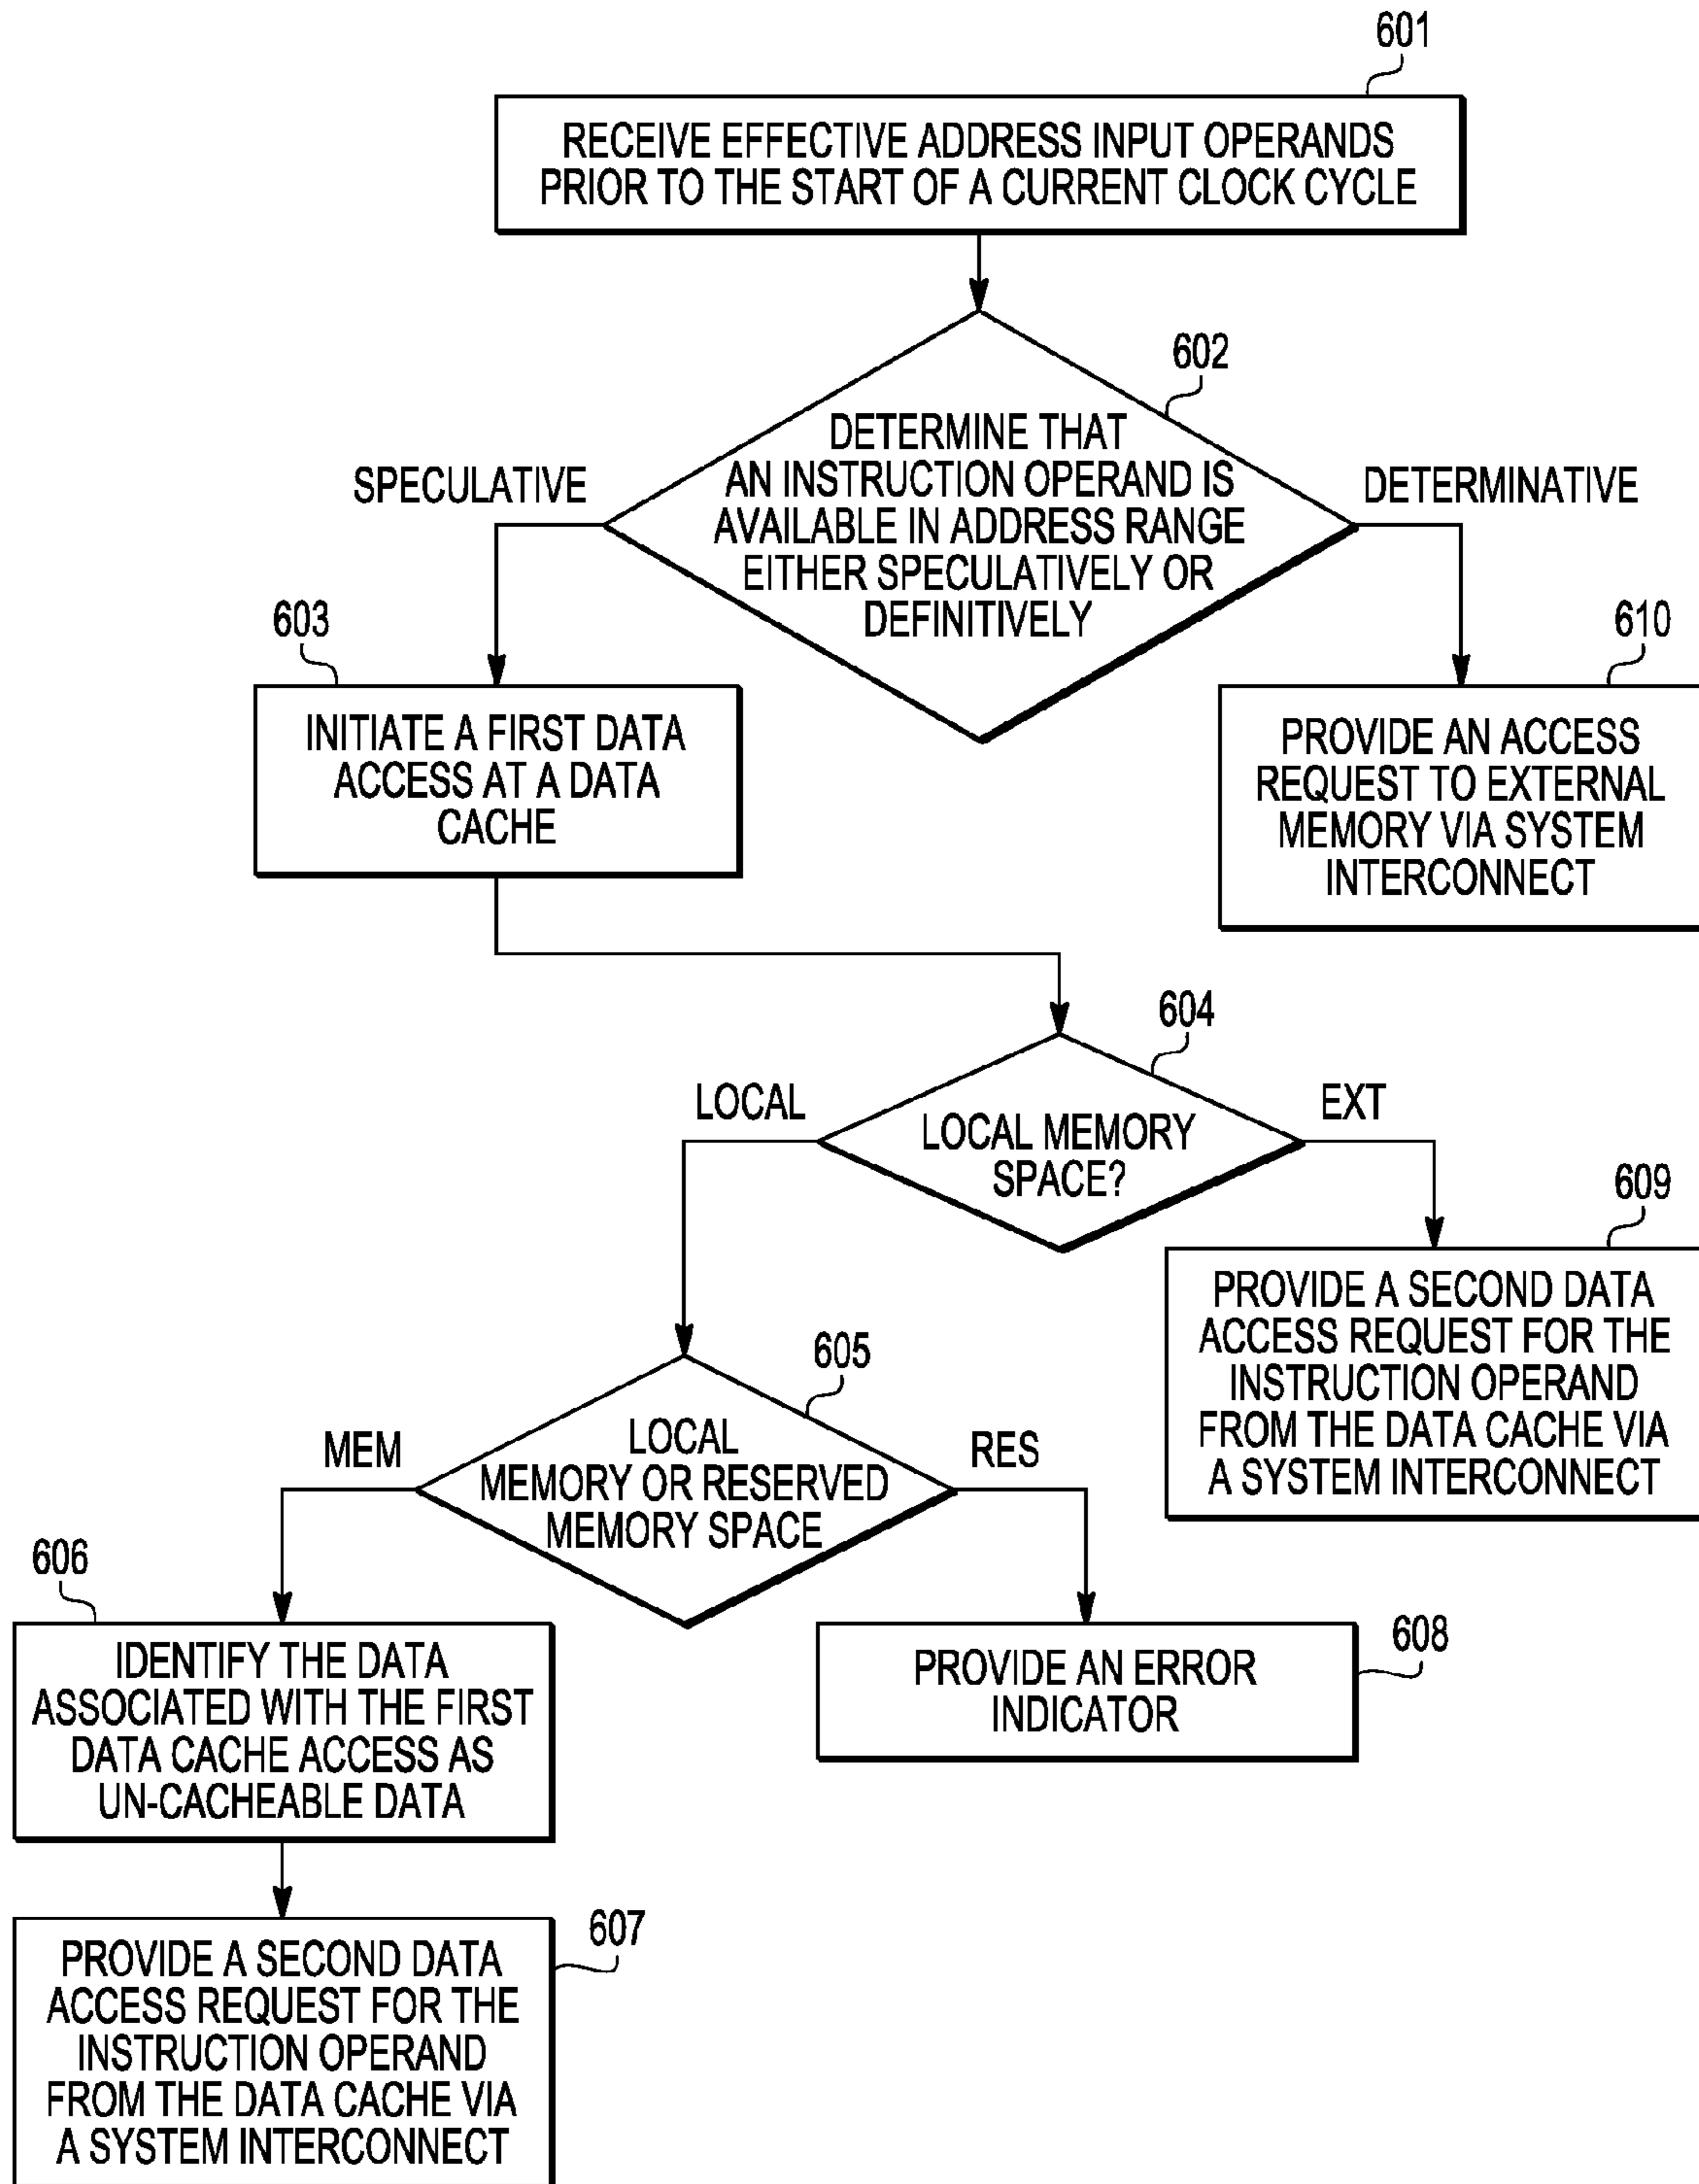 601
RECEIVE EFFECTIVE ADDRESS INPUT OPERANDS
PRIOR TO THE START OF A CURRENT CLOCK CYCLE
602
DETERMINE THAT
AN INSTRUCTION OPERAND IS
AVAILABLE IN ADDRESS RANGE
EITHER SPECULATIVELY OR
DEFINITIVELY
SPECULATIVE
DETERMINATIVE
603
INITIATE A FIRST DATA
ACCESS AT A DATA
CACHE
610
PROVIDE AN ACCESS
REQUEST TO EXTERNAL
MEMORY VIA SYSTEM
INTERCONNECT
604
LOCAL
EXT
LOCAL MEMORY
SPACE?
609
PROVIDE A SECOND DATA
ACCESS REQUEST FOR THE
INSTRUCTION OPERAND
FROM THE DATA CACHE VIA
A SYSTEM INTERCONNECT
605
MEM
RES
LOCAL
MEMORY OR RESERVED
MEMORY SPACE
606
IDENTIFY THE DATA
ASSOCIATED WITH THE FIRST
DATA CACHE ACCESS AS
UN-CACHEABLE DATA
608
PROVIDE AN ERROR
INDICATOR
607
PROVIDE A SECOND DATA
ACCESS REQUEST FOR THE
INSTRUCTION OPERAND
FROM THE DATA CACHE VIA
A SYSTEM INTERCONNECT